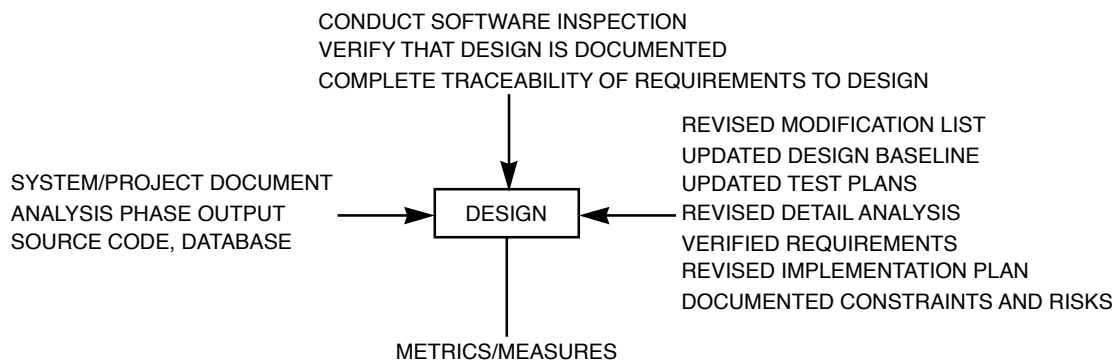 CONDUCT SOFTWARE INSPECTION
VERIFY THAT DESIGN IS DOCUMENTED
COMPLETE TRACEABILITY OF REQUIREMENTS TO DESIGN
SYSTEM/PROJECT DOCUMENT
ANALYSIS PHASE OUTPUT
SOURCE CODE, DATABASE
DESIGN
REVISED MODIFICATION LIST
UPDATED DESIGN BASELINE
UPDATED TEST PLANS
REVISED DETAIL ANALYSIS
VERIFIED REQUIREMENTS
REVISED IMPLEMENTATION PLAN
DOCUMENTED CONSTRAINTS AND RISKS
METRICS/MEASURES